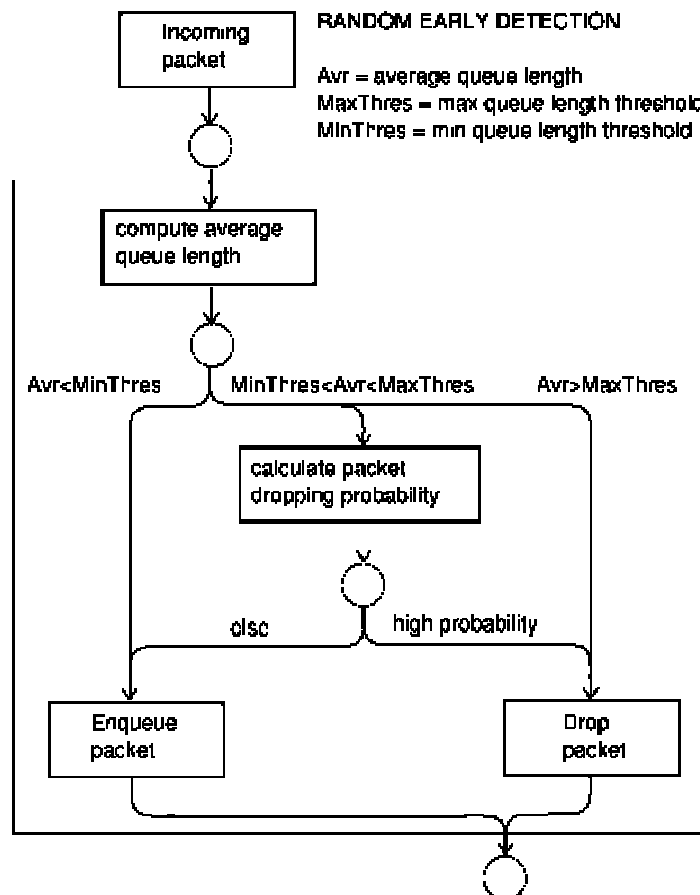 Incoming
packet
RANDOM EARLY DETECTION
Avr = average queue length
MaxThres = max queue length threshold
MinThres = min queue length threshold
compute average
queue length
Avr<MinThres
MinThres<Avr<MaxThres
Avr>MaxThres
calculate packet
dropping probability
else
high probability
Enqueue
packet
Drop
packet